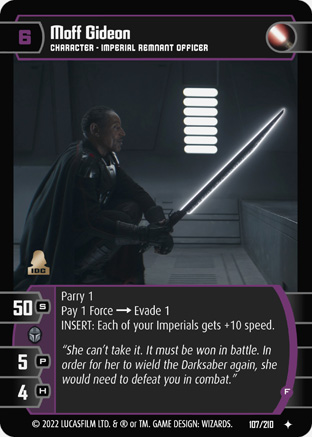 6
Moff Gideon
CHARACTER • IMPERIAL REMNANT OFFICER
IDC
50 S
5 P
4 H
Parry 1
Pay 1 Force → Evade 1
INSERT: Each of your Imperials gets +10 speed.
“She can't take it. It must be won in battle. In
order for her to wield the Darksaber again, she
would need to defeat you in combat.”
F
© 2022 LUCASFILM LTD. & ® or TM. GAME DESIGN: WIZARDS. 107/210